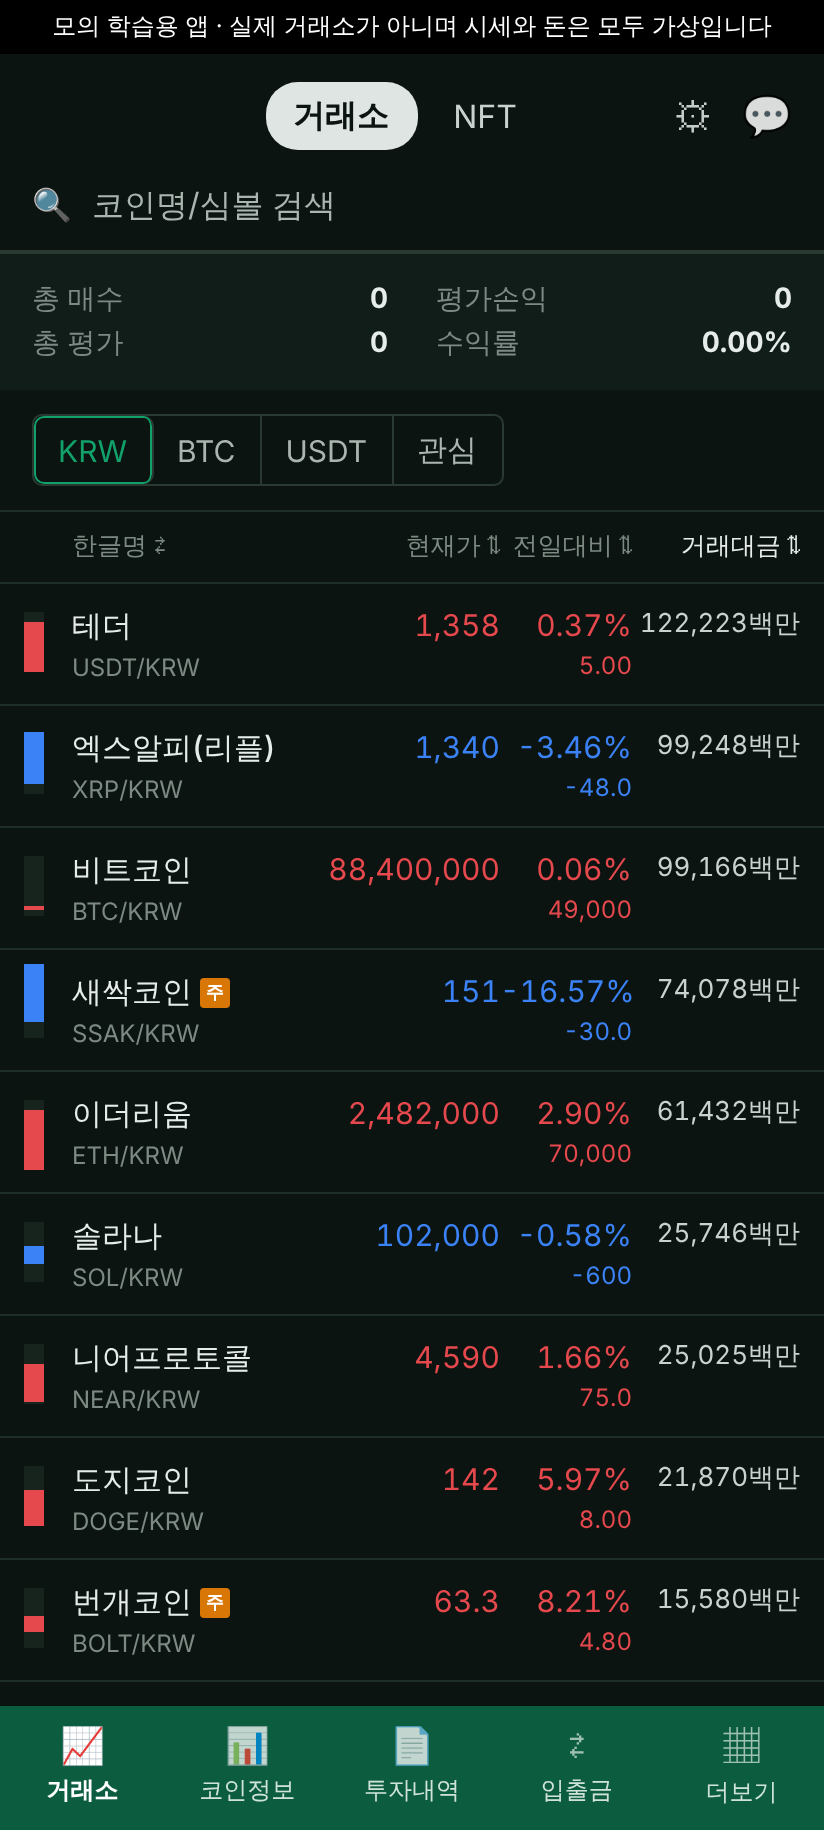 모의 학습용 앱 · 실제 거래소가 아니며 시세와 돈은 모두 가상입니다
거래소 NFT
코인명/심볼 검색
총 매수 0 평가손익 0
총 평가 0 수익률 0.00%
KRW BTC USDT 관심
한글명 현재가 전일대비 거래대금
테더 1,358 0.37% 122,223백만
USDT/KRW 5.00
엑스알피(리플) 1,340 -3.46% 99,248백만
XRP/KRW -48.0
비트코인 88,400,000 0.06% 99,166백만
BTC/KRW 49,000
새싹코인 주 151 -16.57% 74,078백만
SSAK/KRW -30.0
이더리움 2,482,000 2.90% 61,432백만
ETH/KRW 70,000
솔라나 102,000 -0.58% 25,746백만
SOL/KRW -600
니어프로토콜 4,590 1.66% 25,025백만
NEAR/KRW 75.0
도지코인 142 5.97% 21,870백만
DOGE/KRW 8.00
번개코인 주 63.3 8.21% 15,580백만
BOLT/KRW 4.80
거래소 코인정보 투자내역 입출금 더보기